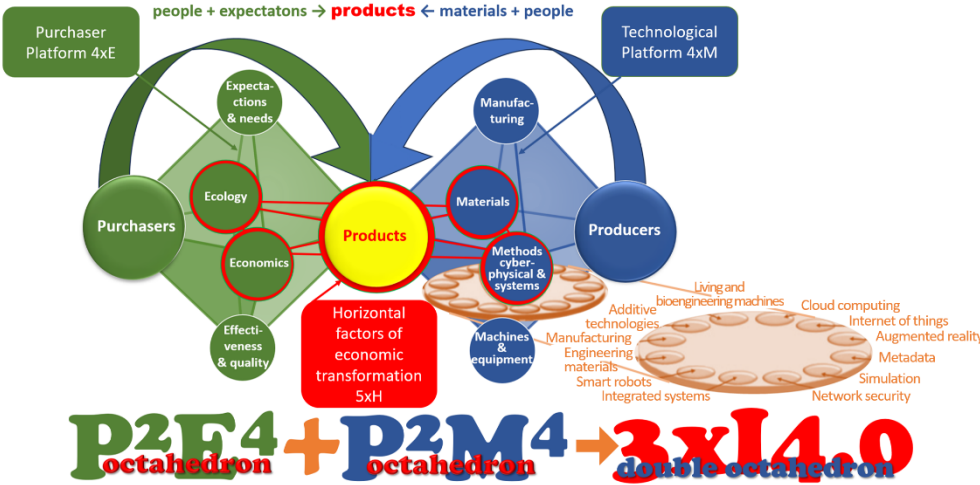 people + expectatons → products ← materials + people
Purchaser
Platform 4xE
Technological
Platform 4xM
Expecta-
ctions
& needs
Manufac-
turing
Ecology
Materials
Purchasers
Products
Producers
Economics
Methods
cyber-
physical &
systems
Effecti-
veness
& quality
Machines
&
equipment
Horizontal
factors of
economic
transformation
5xH
Living and
bioengineering machines
Additive
technologies
Manufacturing
Engineering
materials
Smart robots
Integrated systems
Cloud computing
Internet of things
Augmented reality
Metadata
Simulation
Network security
P2E4 + P2M4 → 3xI4.0
octahedron octahedron double octahedron